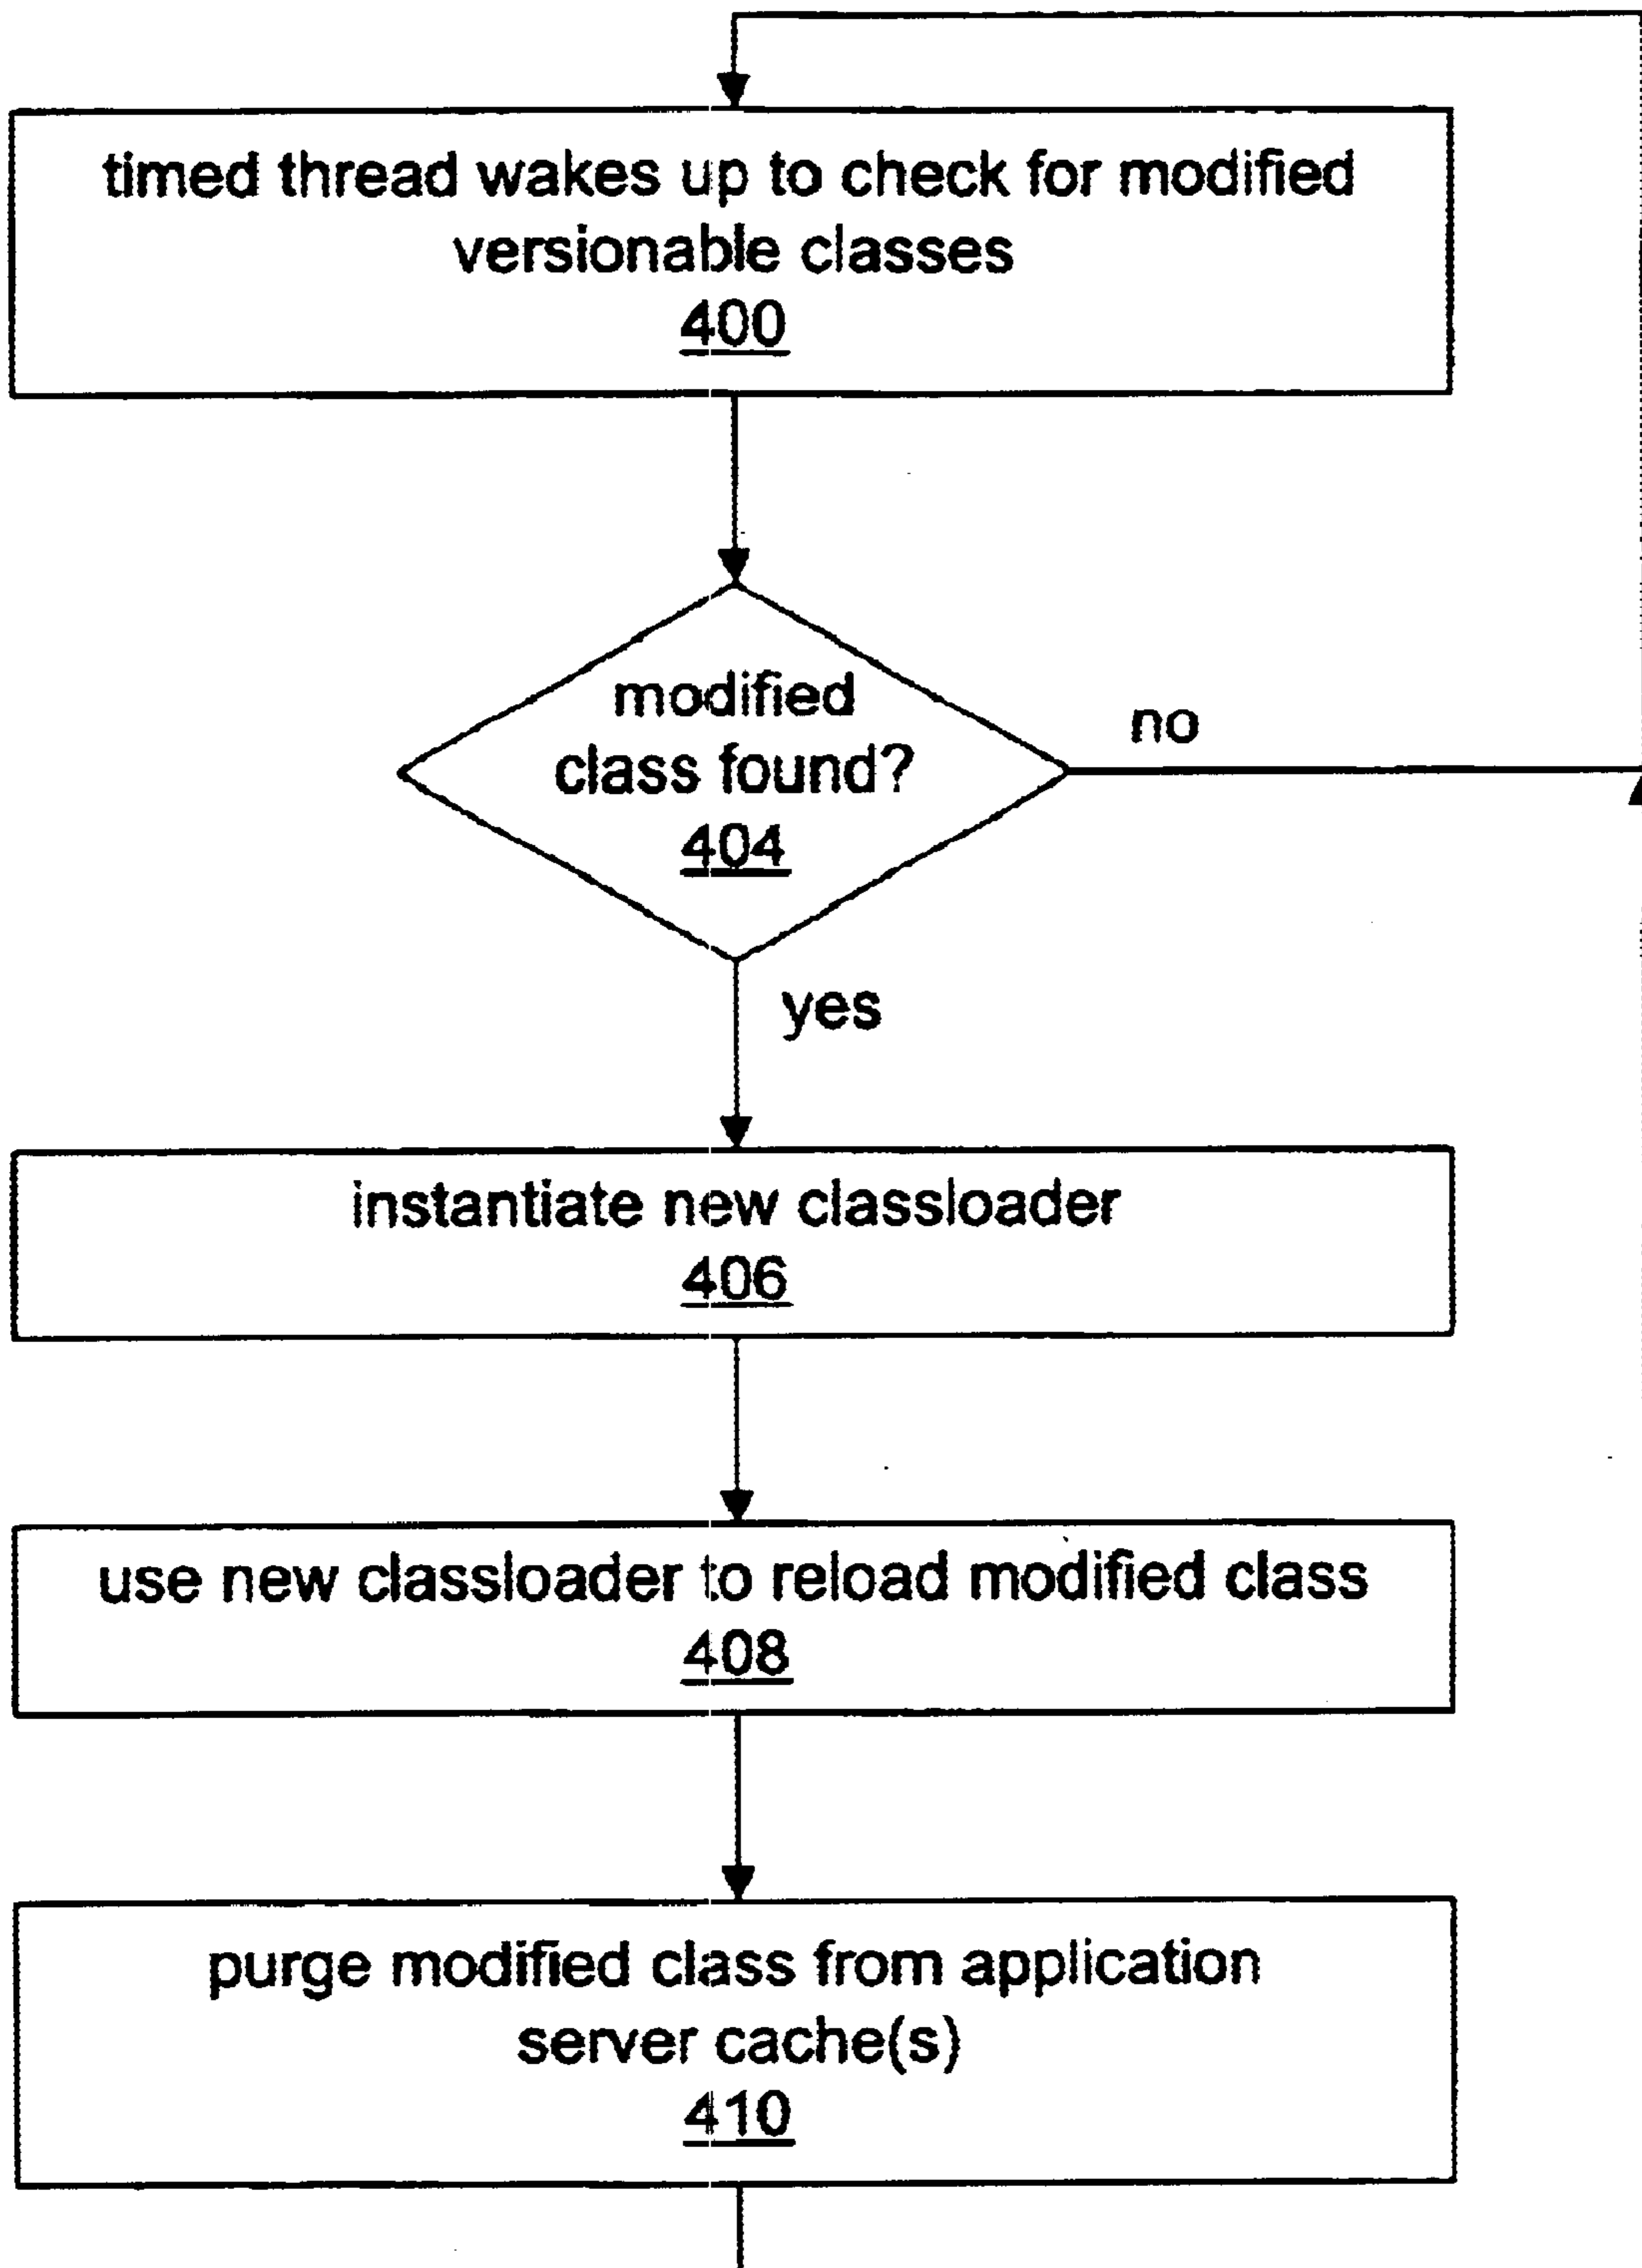 timed thread wakes up to check for modified
versionable classes
400
modified
class found?
404
no
yes
instantiate new classloader
406
use new classloader to reload modified class
408
purge modified class from application
server cache(s)
410